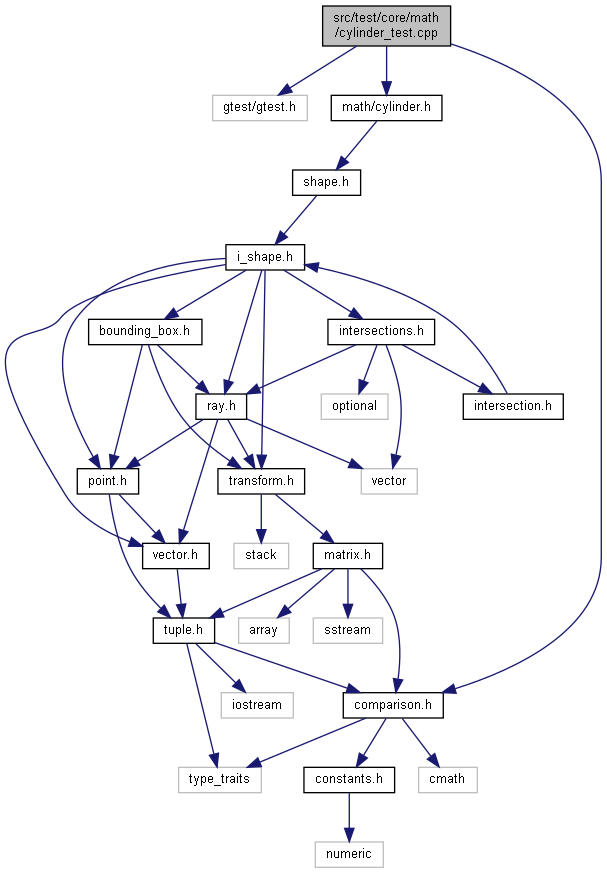 src/test/core/math
/cylinder_test.cpp
gtest/gtest.h
math/cylinder.h
shape.h
i_shape.h
bounding_box.h
intersections.h
ray.h
optional
intersection.h
point.h
transform.h
vector
vector.h
stack
matrix.h
tuple.h
array
sstream
iostream
comparison.h
type_traits
constants.h
cmath
numeric